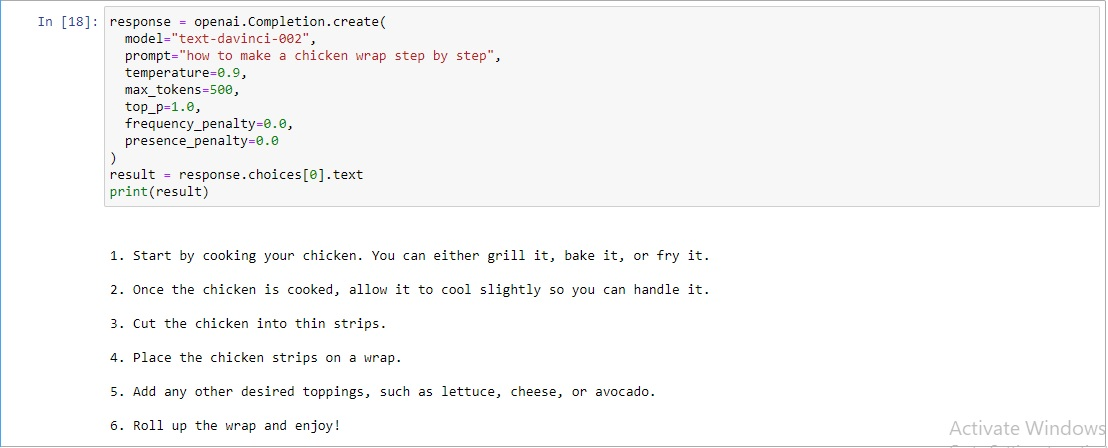 In [18]: response = openai.Completion.create(
model="text-davinci-002",
prompt="how to make a chicken wrap step by step",
temperature=0.9,
max_tokens=500,
top_p=1.0,
frequency_penalty=0.0,
presence_penalty=0.0
)
result = response.choices[0].text
print(result)
1. Start by cooking your chicken. You can either grill it, bake it, or fry it.
2. Once the chicken is cooked, allow it to cool slightly so you can handle it.
3. Cut the chicken into thin strips.
4. Place the chicken strips on a wrap.
5. Add any other desired toppings, such as lettuce, cheese, or avocado.
6. Roll up the wrap and enjoy!
Activate Windows